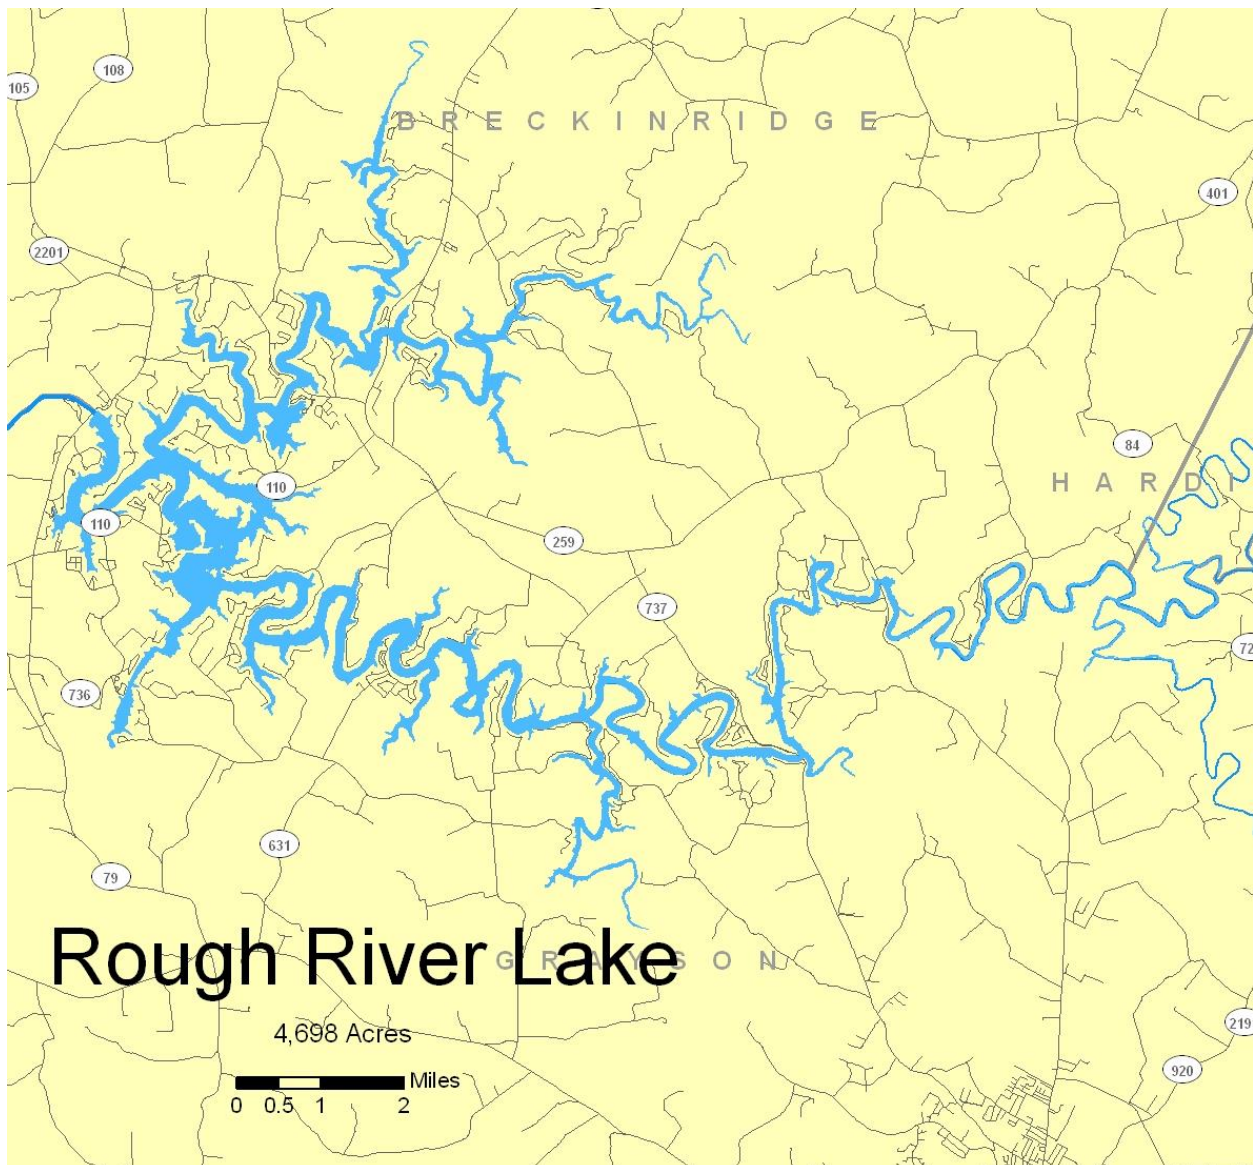 108
105
BRECKINRIDGE
401
2201
84
HARDI
110
110
259
737
72
736
631
79
Rough River Lake
GRAYSON
4,698 Acres
219
920
Miles
0 0.5 1 2